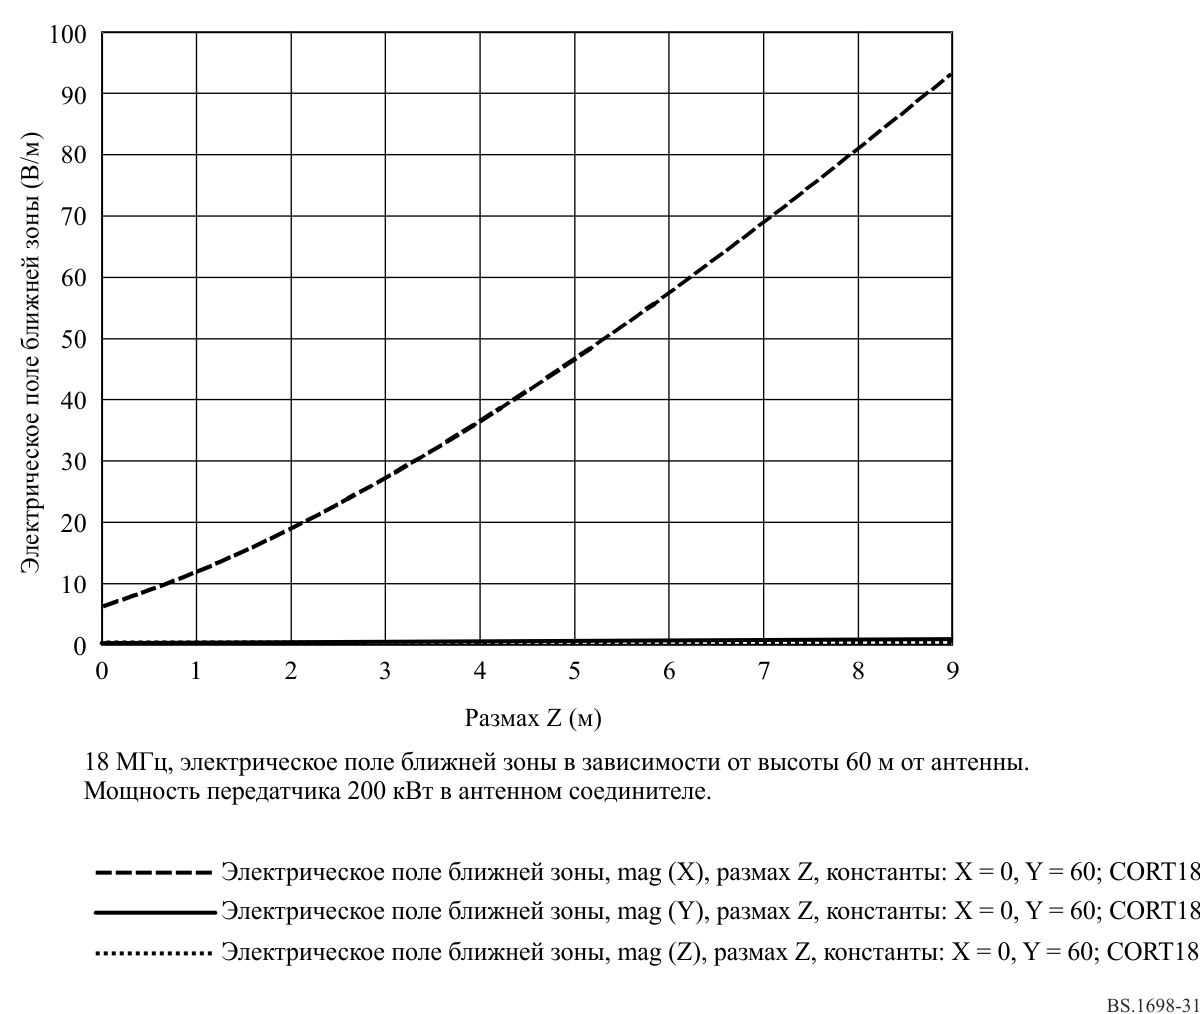 100
90
80
70
60
50
40
30
20
10
0
Электрическое поле ближней зоны (В/м)
0 1 2 3 4 5 6 7 8 9
Размах Z (м)
18 МГц, электрическое поле ближней зоны в зависимости от высоты 60 м от антенны.
Мощность передатчика 200 кВт в антенном соединителе.
Электрическое поле ближней зоны, mag (X), размах Z, константы: X = 0, Y = 60; CORT18
Электрическое поле ближней зоны, mag (Y), размах Z, константы: X = 0, Y = 60; CORT18
Электрическое поле ближней зоны, mag (Z), размах Z, константы: X = 0, Y = 60; CORT18
BS.1698-31